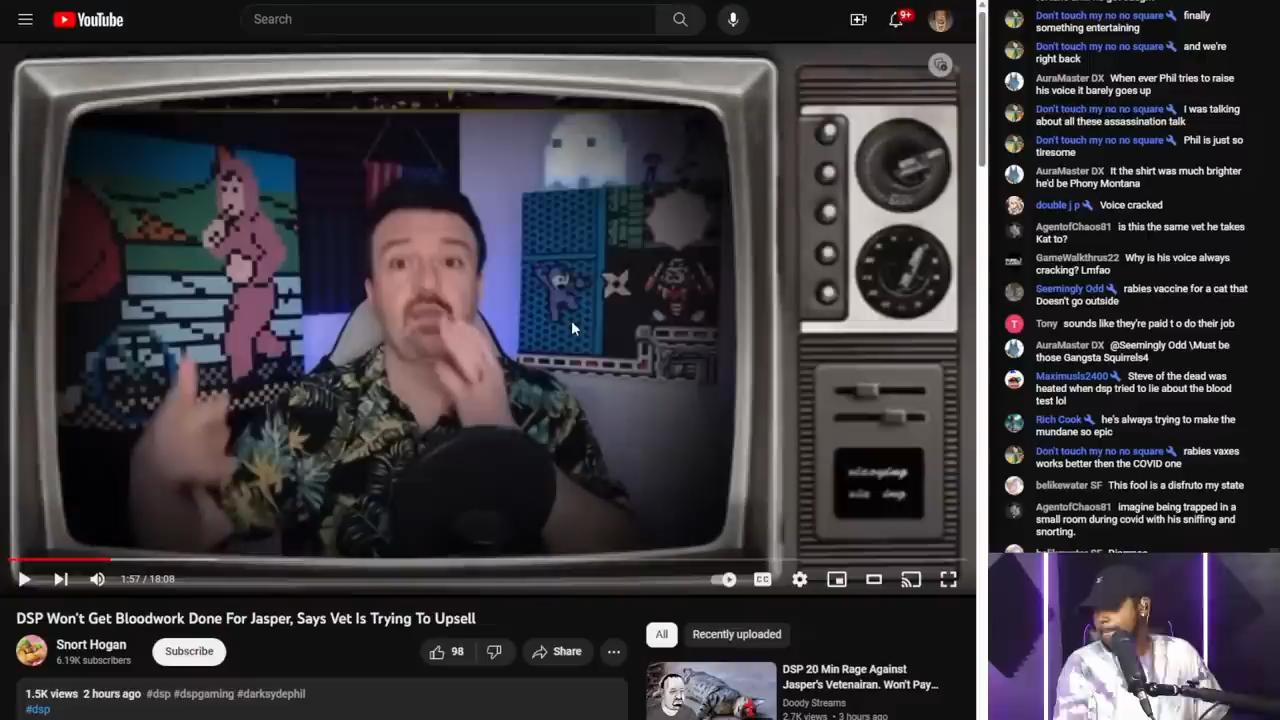 YouTube
Search
9+
1:57 / 18:08
CC
DSP Won't Get Bloodwork Done For Jasper, Says Vet Is Trying To Upsell
Snort Hogan
6.19K subscribers
Subscribe
98
Share
1.5K views 2 hours ago #dsp #dspgaming #darksydephil
#dsp
All
Recently uploaded
DSP 20 Min Rage Against
Jasper's Vetenairan. Won't Pay...
Doody Streams
2.7K views • 3 hours ago
Don't touch my no no square finally
something entertaining
Don't touch my no no square and we're
right back
AuraMaster DX When ever Phil tries to raise
his voice it barely goes up
Don't touch my no no square I was talking
about all these assassination talk
Don't touch my no no square Phil is just so
tiresome
AuraMaster DX It the shirt was much brighter
he'd be Phony Montana
double j p Voice cracked
AgentofChaos81 is this the same vet he takes
Kat to?
GameWalkthrus22 Why is his voice always
cracking? Lmfao
Seemingly Odd rabies vaccine for a cat that
Doesn't go outside
T
Tony sounds like they're paid t o do their job
AuraMaster DX @Seemingly Odd \Must be
those Gangsta Squirrels4
Maximusls2400 Steve of the dead was
heated when dsp tried to lie about the blood
test lol
Rich Cook he's always trying to make the
mundane so epic
Don't touch my no no square rabies vaxes
works better then the COVID one
belikewater SF This fool is a disfruto my state
AgentofChaos81 imagine being trapped in a
small room during covid with his sniffing and
snorting.